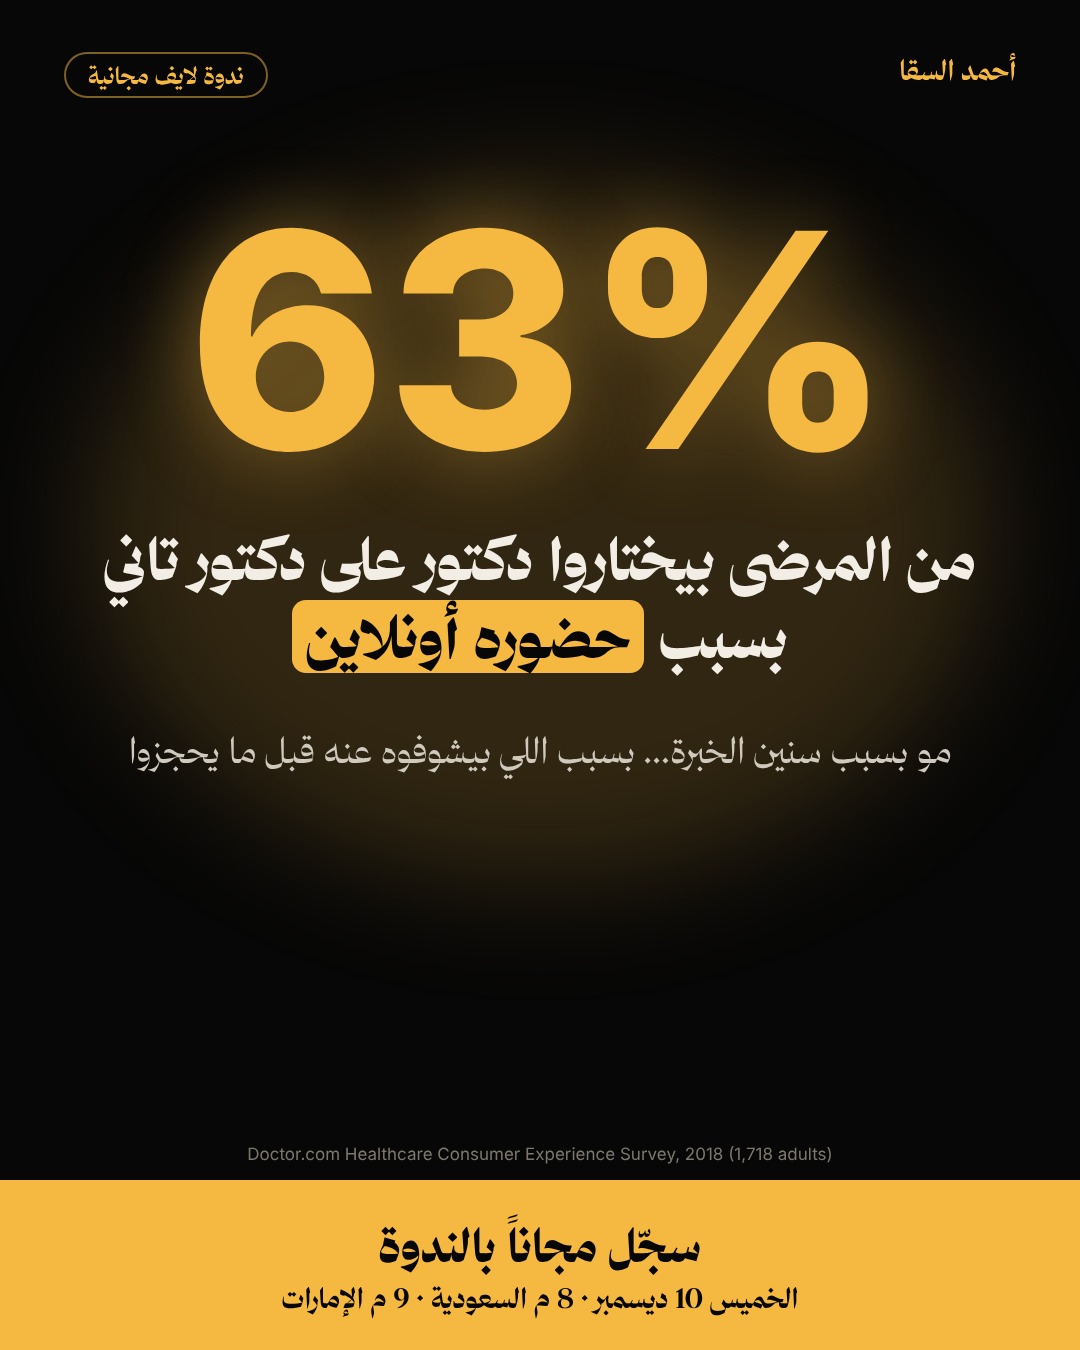 أحمد السقا
ندوة لايف مجانية
63%
من المرضى بيختاروا دكتور على دكتور تاني
بسبب حضوره أونلاين
مو بسبب سنين الخبرة... بسبب اللي بيشوفوه عنه قبل ما يحجزوا
Doctor.com Healthcare Consumer Experience Survey, 2018 (1,718 adults)
سجّل مجاناً بالندوة
الخميس 10 ديسمبر · 8 م السعودية · 9 م الإمارات